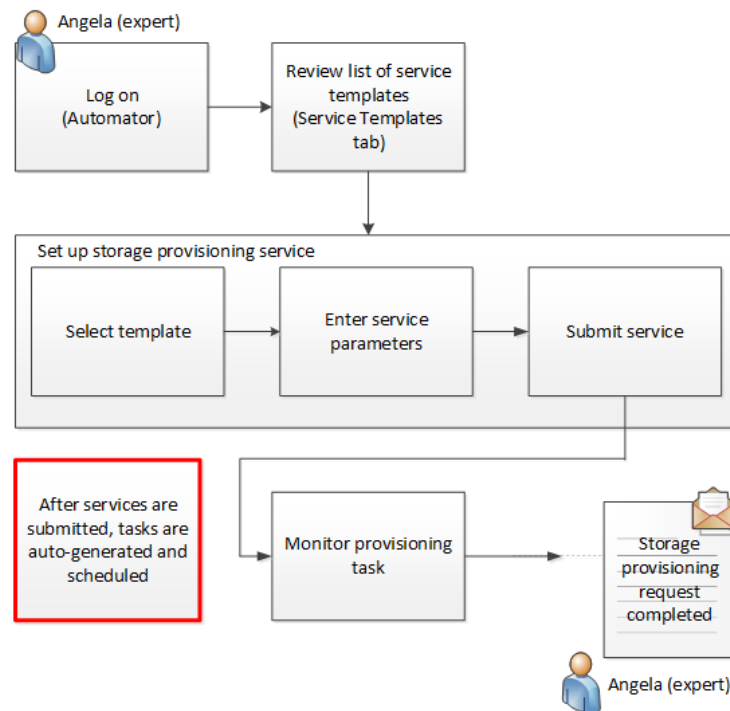 Angela (expert)
Log on
(Automator)
Review list of service
templates
(Service Templates
tab)
Set up storage provisioning service
Select template
Enter service
parameters
Submit service
After services are
submitted, tasks are
auto-generated and
scheduled
Monitor provisioning
task
Storage
provisioning
request
completed
Angela (expert)